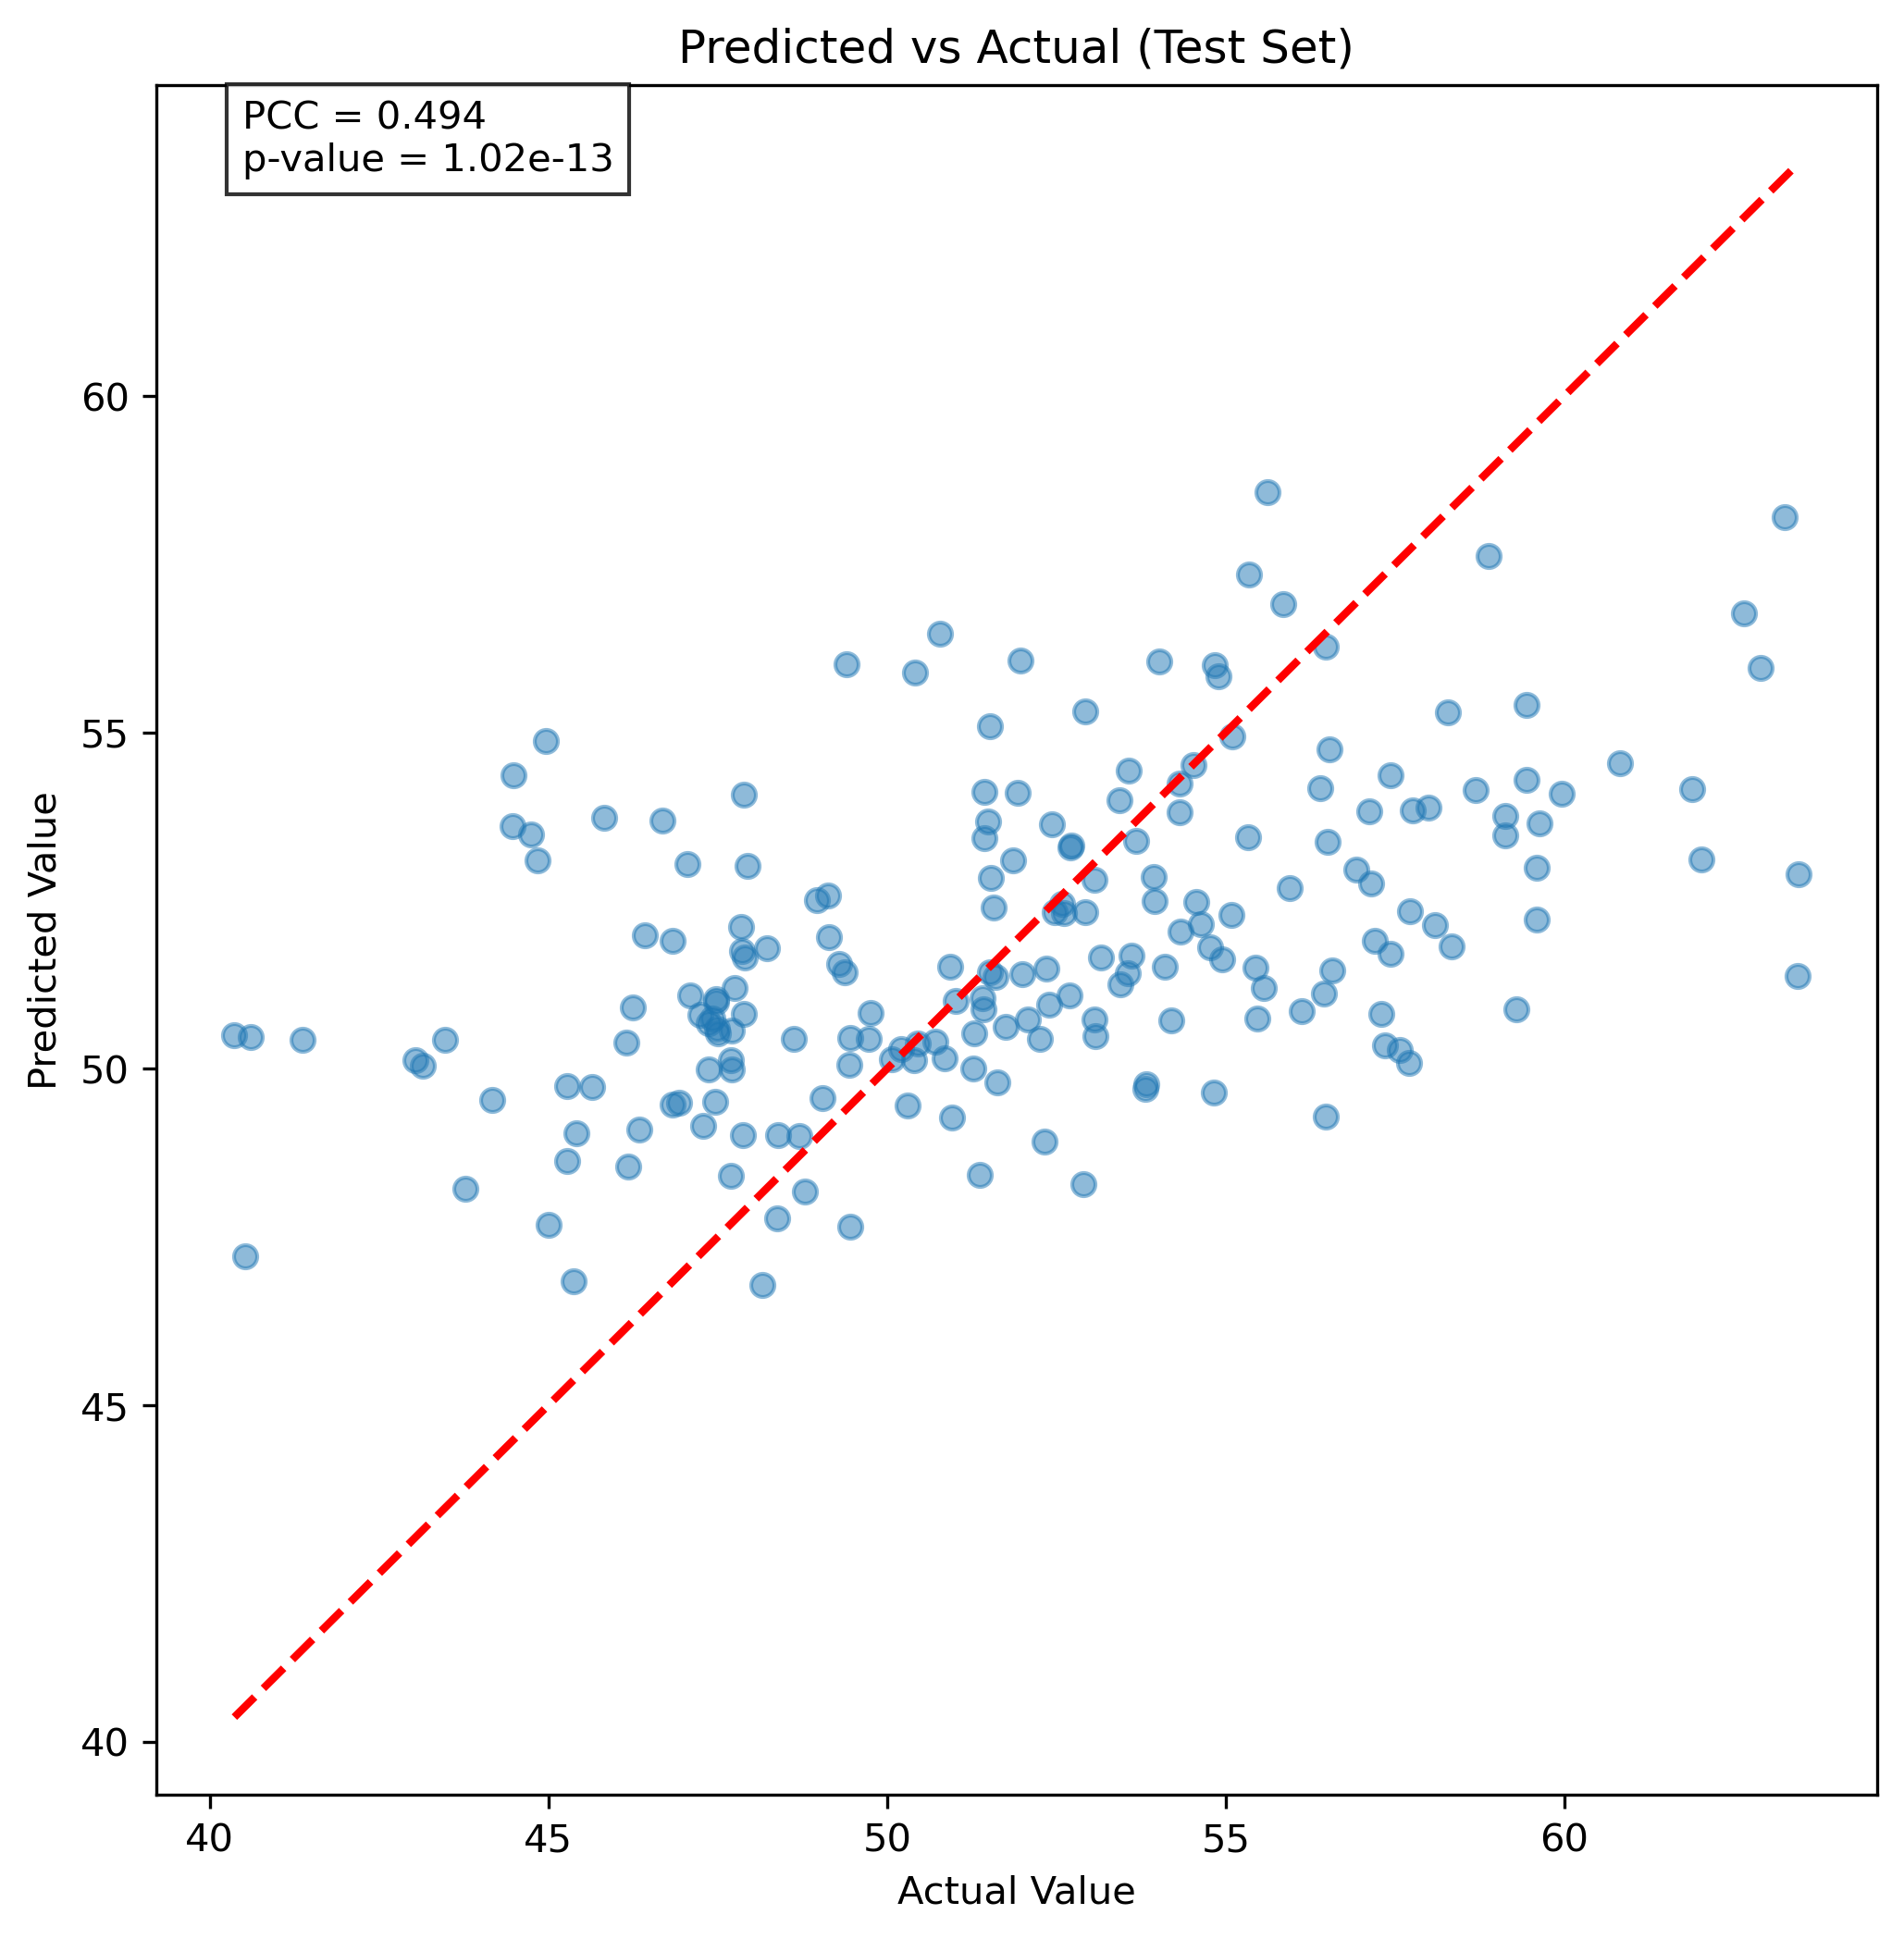 Predicted vs Actual (Test Set)
PCC = 0.494
p-value = 1.02e-13
Predicted Value
60
55
50
45
40
40 45 50 55 60
Actual Value